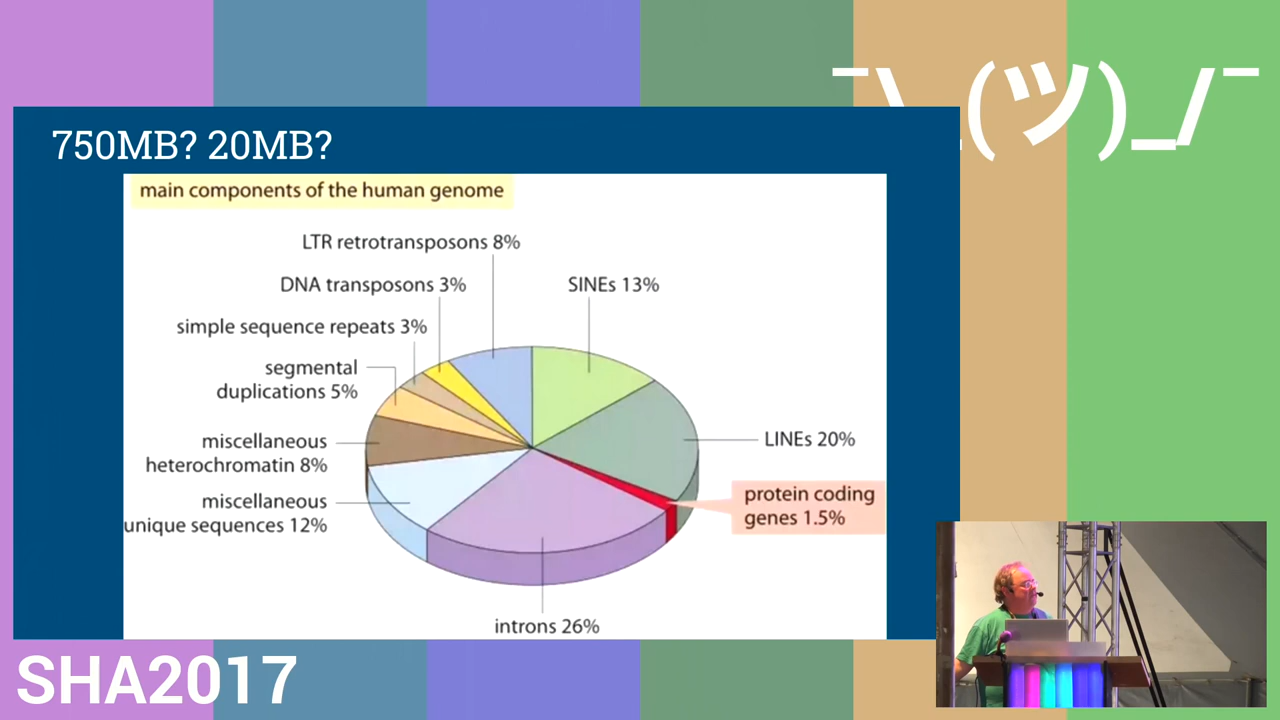 ¯\_(ツ)_/¯
750MB? 20MB?
main components of the human genome
LTR retrotransposons 8%
DNA transposons 3%
SINEs 13%
simple sequence repeats 3%
segmental
duplications 5%
miscellaneous
heterochromatin 8%
LINEs 20%
miscellaneous
unique sequences 12%
protein coding
genes 1.5%
introns 26%
SHA2017